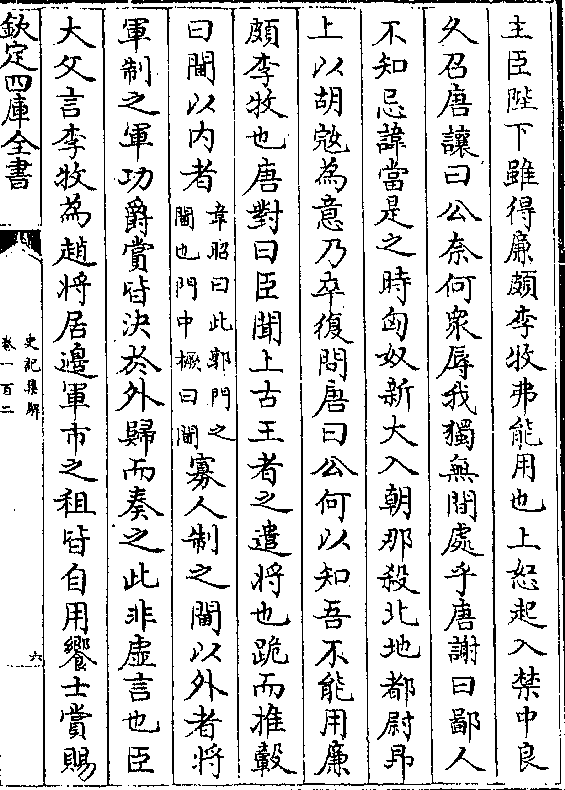 主臣陛下雖得廉頗李牧弗能用也上怒起入禁中良
久召唐讓曰公奈何衆辱我獨無間處乎唐謝曰鄙人
不知忌諱當是之時匈奴新大入朝那殺北地都尉卬
上以胡宼為意乃卒復問唐曰公何以知吾不能用廉
頗李牧也唐對曰臣聞上古王者之遣將也跪而推轂
曰閫以内者
韋昭曰此郭門之
閫也門中橛曰閫
寡人制之閫以外者將
軍制之軍功爵賞皆決於外歸而奏之此非虛言也臣
大父言李牧為趙將居邊軍市之租皆自用饗士賞賜
欽定四庫全書
史記集解
卷一百二
六